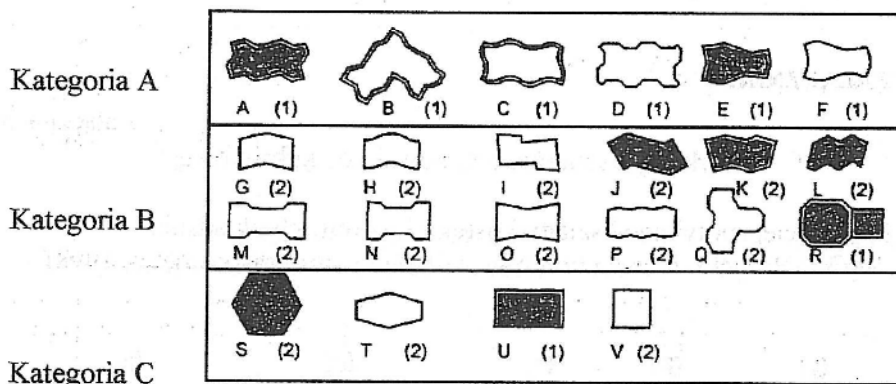 Kategoria A
A (1) B (1) C (1) D (1) E (1) F (1)
G (2) H (2) I (2) J (2) K (2) L (2)
Kategoria B
M (2) N (2) O (2) P (2) Q (2) R (1)
S (2) T (2) U (1) V (2)
Kategoria C